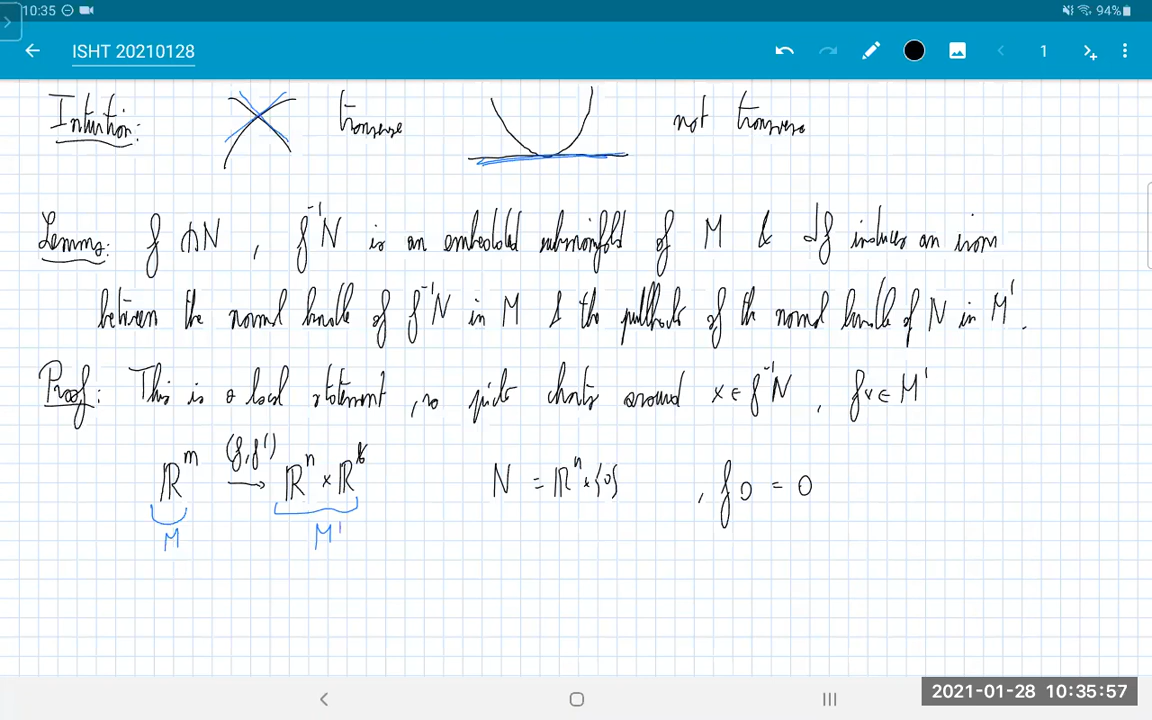 10:35 94%
ISHT 20210128 1
Intuition: transverse not transverse
Lemma: f ⋔ N , f⁻¹N is an embedded submanifold of M & df induces an isom
between the normal bundle of f⁻¹N in M & the pullback of the normal bundle of N in M'.
Proof: This is a local statement, so pick charts around x ∈ f⁻¹N , fx ∈ M'
ℝᵐ (f,f') → ℝⁿ × ℝᵏ N = ℝⁿ × {0} , f0 = 0
M M'
2021-01-28 10:35:57